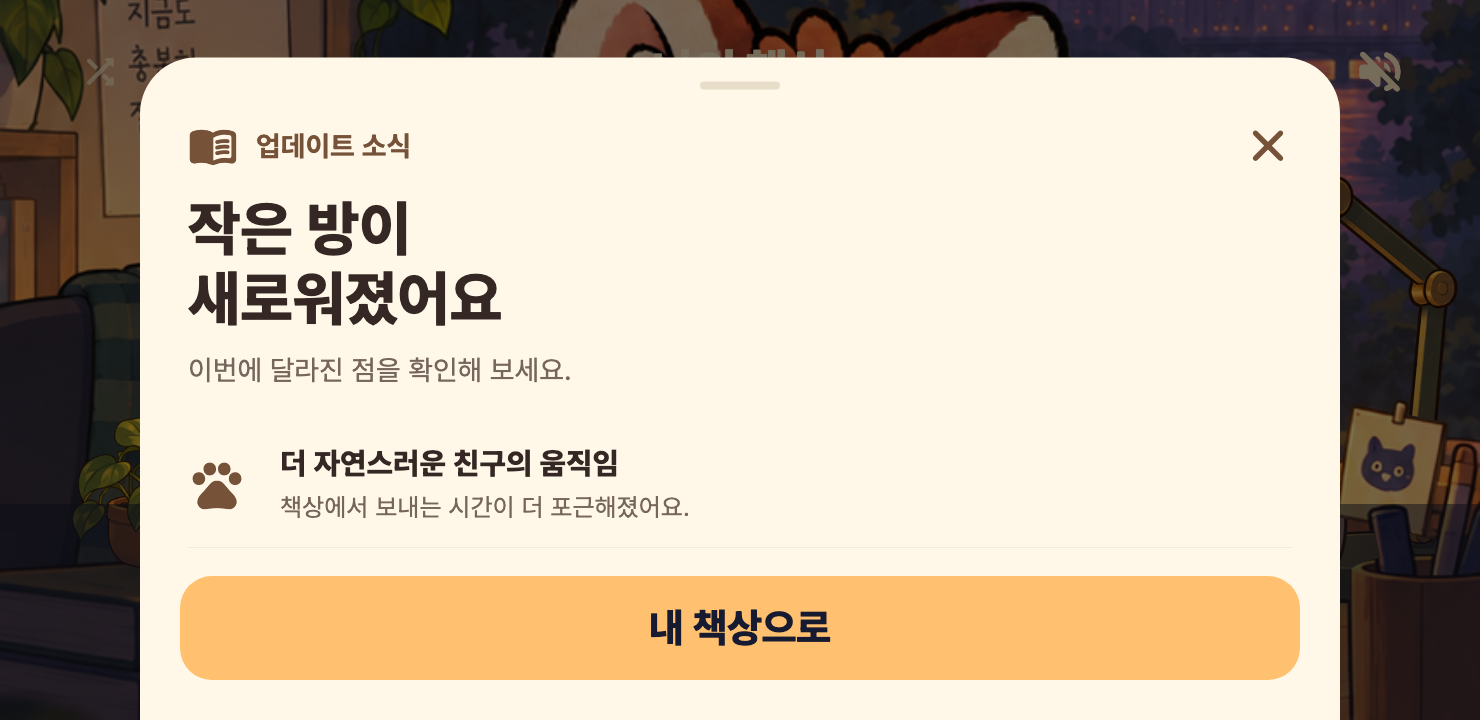 지금도
업데이트 소식
작은 방이
새로워졌어요
이번에 달라진 점을 확인해 보세요.
더 자연스러운 친구의 움직임
책상에서 보내는 시간이 더 포근해졌어요.
내 책상으로